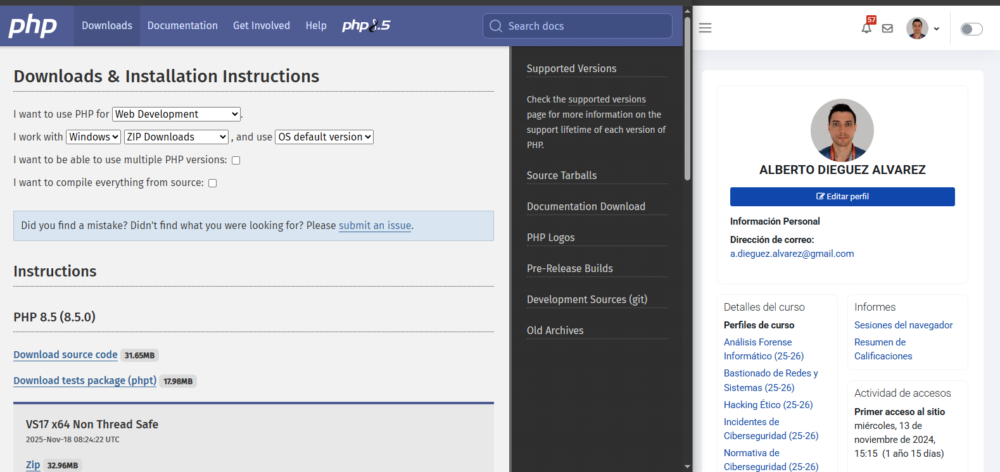 php
Downloads
Documentation
Get Involved
Help
php8.5
Search docs
Downloads & Installation Instructions
I want to use PHP for Web Development.
I work with Windows ZIP Downloads , and use OS default version
I want to be able to use multiple PHP versions:
I want to compile everything from source:
Did you find a mistake? Didn't find what you were looking for? Please submit an issue.
Instructions
PHP 8.5 (8.5.0)
Download source code 31.65MB
Download tests package (phpt) 17.98MB
VS17 x64 Non Thread Safe
2025-Nov-18 08:24:22 UTC
Zip 32.96MB
Supported Versions
Check the supported versions
page for more information on the
support lifetime of each version of
PHP.
Source Tarballs
Documentation Download
PHP Logos
Pre-Release Builds
Development Sources (git)
Old Archives
57
ALBERTO DIEGUEZ ALVAREZ
Editar perfil
Información Personal
Dirección de correo:
a.dieguez.alvarez@gmail.com
Detalles del curso
Perfiles de curso
Análisis Forense
Informático (25-26)
Bastionado de Redes y
Sistemas (25-26)
Hacking Ético (25-26)
Incidentes de
Ciberseguridad (25-26)
Normativa de
Ciberseguridad (25-26)
Informes
Sesiones del navegador
Resumen de
Calificaciones
Actividad de accesos
Primer acceso al sitio
miércoles, 13 de
noviembre de 2024,
15:15 (1 año 15 días)